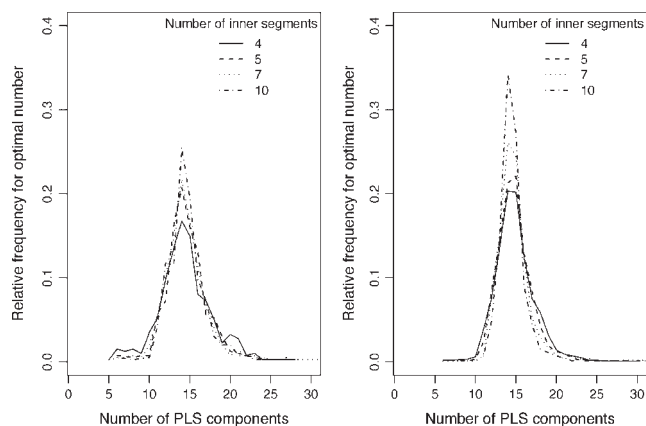 Number of inner segments
4
5
7
10
Relative frequency for optimal number
0.4
0.3
0.2
0.1
0.0
0 5 10 15 20 25 30
Number of PLS components
Number of inner segments
4
5
7
10
Relative frequency for optimal number
0.4
0.3
0.2
0.1
0.0
0 5 10 15 20 25 30
Number of PLS components